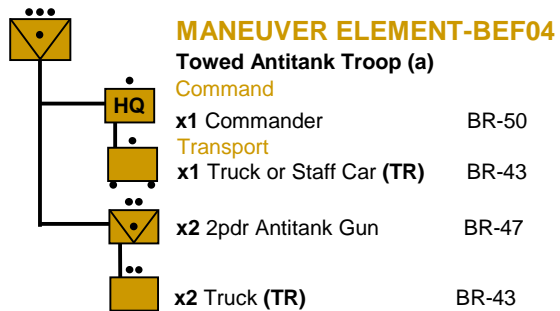 MANEUVER ELEMENT-BEF04
Towed Antitank Troop (a)
Command
HQ
x1 Commander BR-50
Transport
x1 Truck or Staff Car (TR) BR-43
x2 2pdr Antitank Gun BR-47
x2 Truck (TR) BR-43